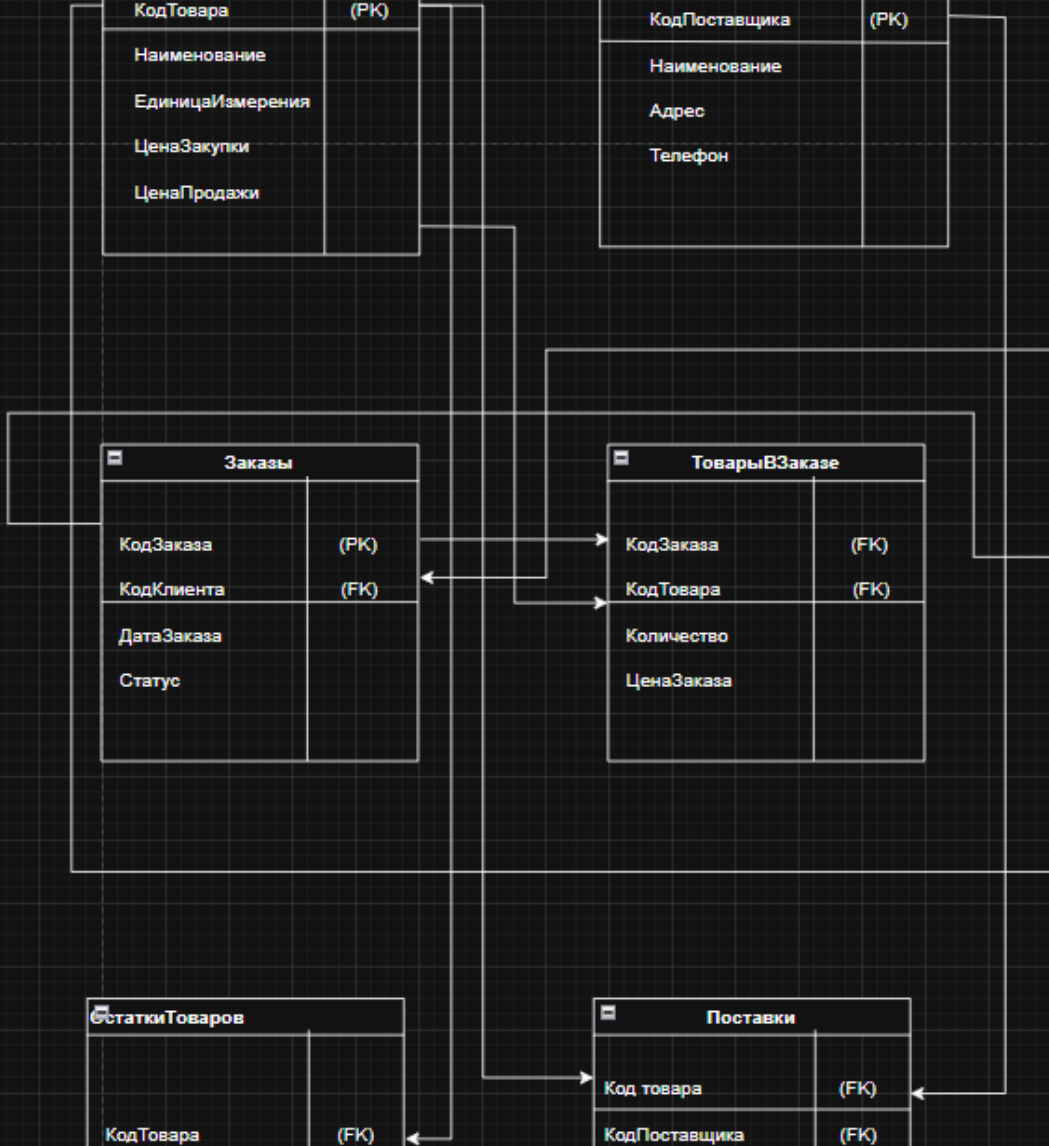 КодТовара (PK)
Наименование
ЕдиницаИзмерения
ЦенаЗакупки
ЦенаПродажи
КодПоставщика (PK)
Наименование
Адрес
Телефон
Заказы
КодЗаказа (PK)
КодКлиента (FK)
ДатаЗаказа
Статус
ТоварыВЗаказе
КодЗаказа (FK)
КодТовара (FK)
Количество
ЦенаЗаказа
ОстаткиТоваров
КодТовара (FK)
Поставки
Код товара (FK)
КодПоставщика (FK)